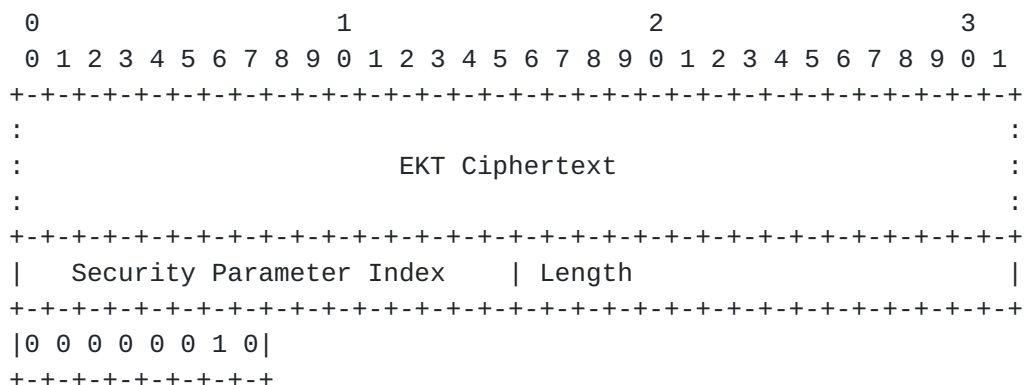 0                   1                   2                   3
 0 1 2 3 4 5 6 7 8 9 0 1 2 3 4 5 6 7 8 9 0 1 2 3 4 5 6 7 8 9 0 1
+-+-+-+-+-+-+-+-+-+-+-+-+-+-+-+-+-+-+-+-+-+-+-+-+-+-+-+-+-+-+-+-+
:                                                               :
:                        EKT Ciphertext                         :
:                                                               :
+-+-+-+-+-+-+-+-+-+-+-+-+-+-+-+-+-+-+-+-+-+-+-+-+-+-+-+-+-+-+-+-+
|   Security Parameter Index    | Length                        |
+-+-+-+-+-+-+-+-+-+-+-+-+-+-+-+-+-+-+-+-+-+-+-+-+-+-+-+-+-+-+-+-+
|0 0 0 0 0 0 1 0|
+-+-+-+-+-+-+-+-+